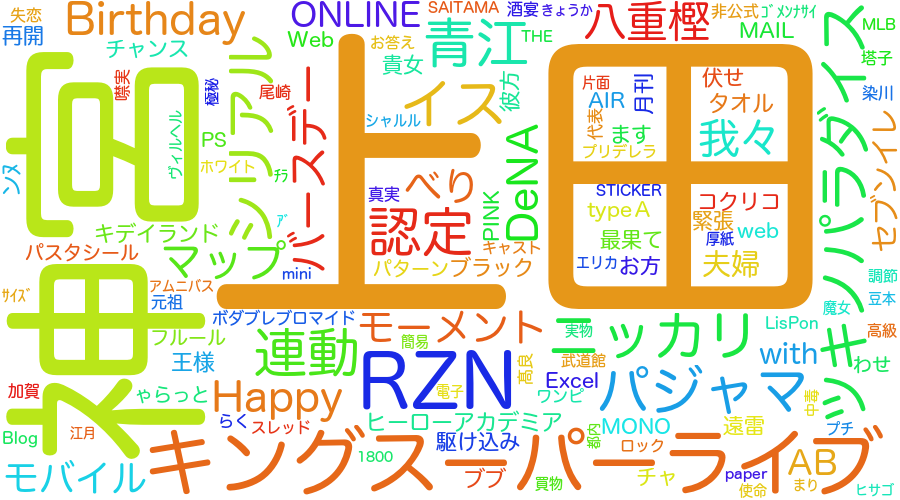 失恋
再開
Birthday
チャンス
噤実
極秘
リアル
ONLINE
SAITAMA
酒宴
きょうか
Web
お答え
貴女
青江
THE
八重樫
非公式
ｺﾞﾒﾝﾅｻｲ
MAIL
MLB
塔子
染川
神宮
上田
尾崎
PS
ヴィルヘル
ホワイト
ﾁﾗ
バースデー
シャルル
イス
彼方
DeNA
PINK
片面
AIR
月刊
伏せ
タオル
代表
ます
我々
プリデレラ
STICKER
コクリコ
typeA
緊張
web
最果て
厚紙
エリカ
お方
夫婦
セブンイレ
ッキノパラダイス
ンヌ
キデイランド
パスタシール
マップ
シン
ｱﾞ
真実
べり
認定
キャスト
パターン
ブラック
mini
ｻｲｽﾞ
アムニバス
元祖
ボダブレブロマイド
調節
豆本
魔女
高級
フルール
王様
連動
簡易
モーメント
実物
ニッカリ
LisPon
with
わせ
加賀
ゃらっと
Happy
RZN
電子
高良
武道館
Excel
ワンピ
パジャマ
中毒
Blog
江月
らく
スレッド
ヒーローアカデミア
駆け込み
都内
MONO
ロック
遠雷
プチ
モバイル
キングスーパーライブ
1800
ブブ
買物
チャ
paper
使命
AB
まり
ヒサゴ